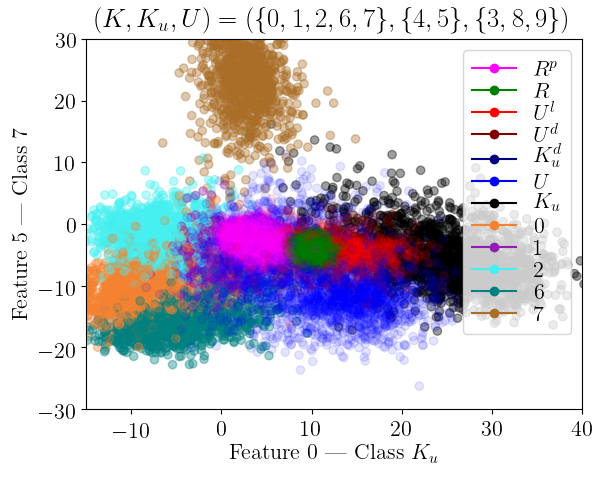 (K, K_u, U) = ({0, 1, 2, 6, 7}, {4, 5}, {3, 8, 9})
30
20
10
0
−10
−20
−30
Feature 5 — Class 7
R^p
R
U^l
U^d
K_u^d
U
K_u
0
1
2
6
7
−10
0
10
20
30
40
Feature 0 — Class K_u